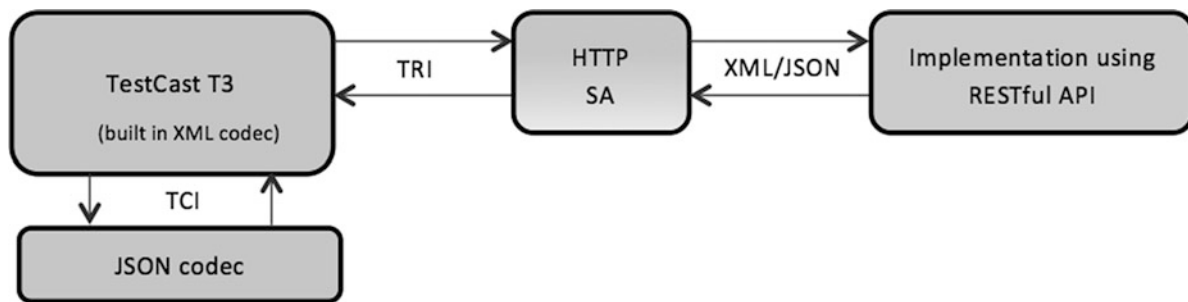 TestCast T3
(built in XML codec)
TRI
HTTP
SA
XML/JSON
Implementation using
RESTful API
TCI
JSON codec